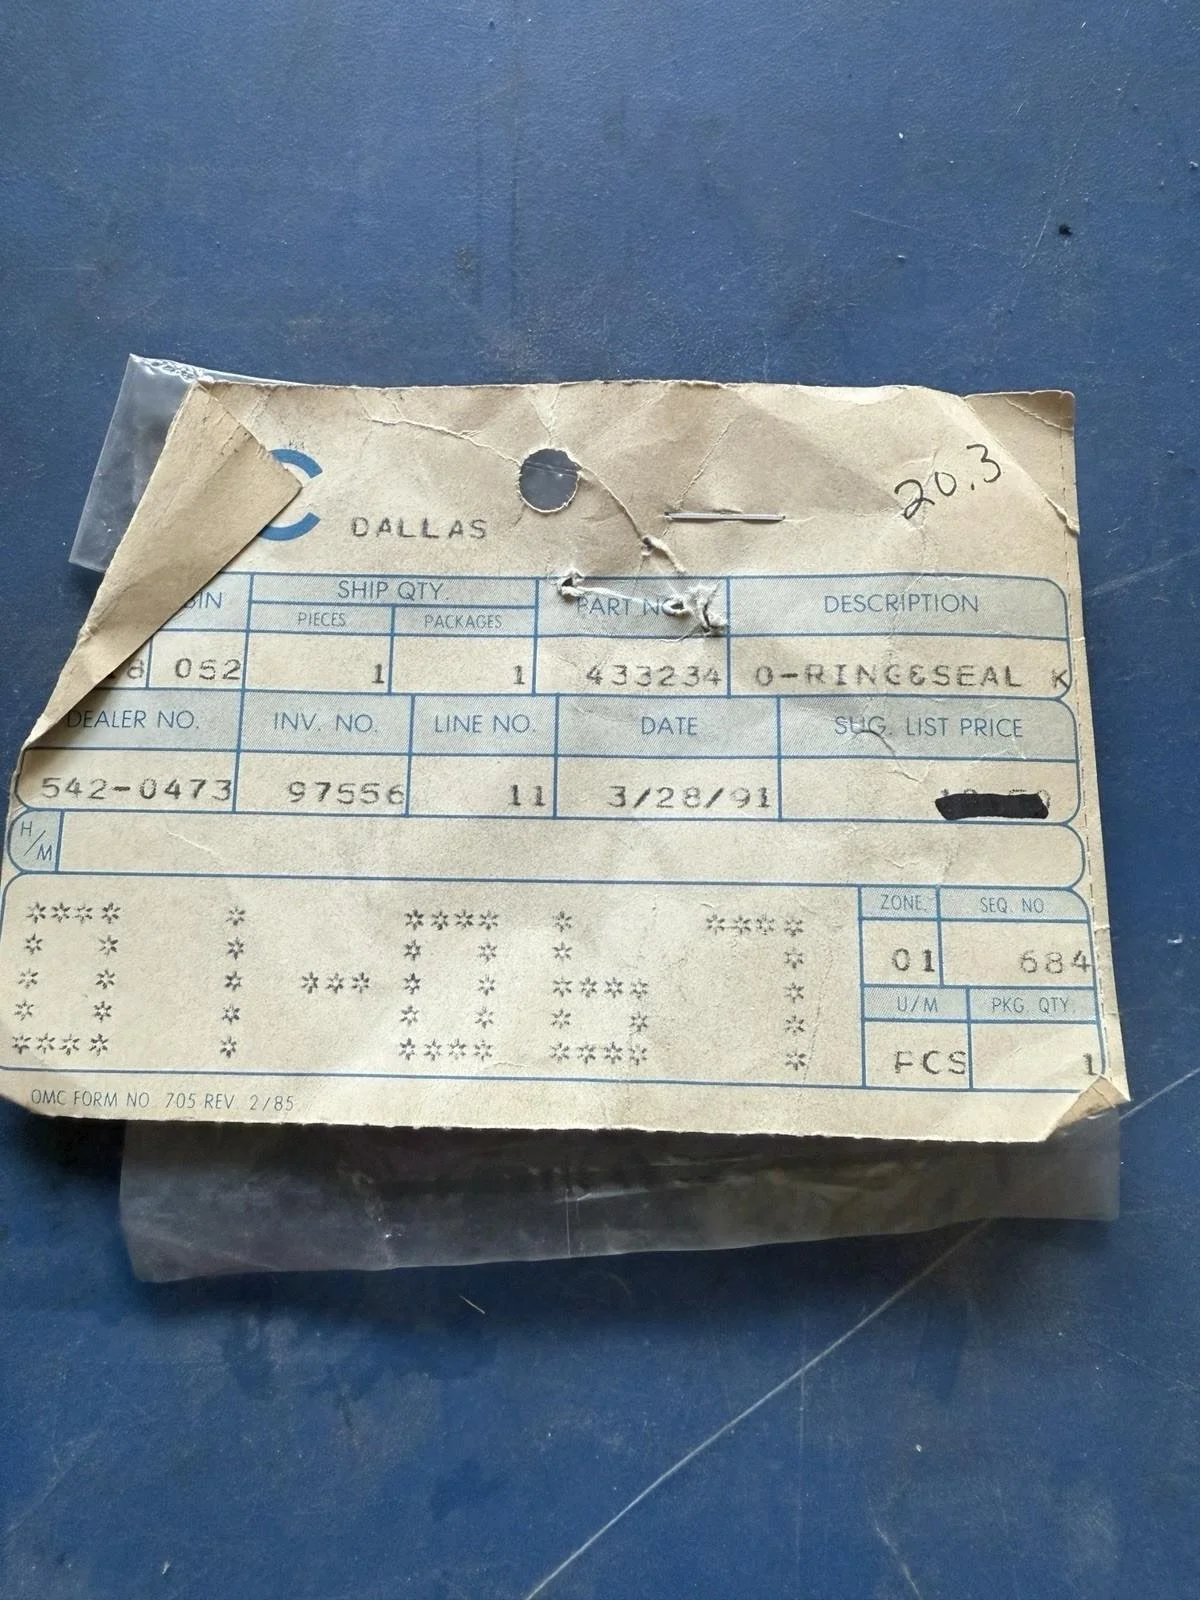 C
DALLAS
20.3
BIN SHIP QTY. PART NO. DESCRIPTION
PIECES PACKAGES
8 052 1 1 433234 O-RING&SEAL K
DEALER NO. INV. NO. LINE NO. DATE SUG. LIST PRICE
542-0473 97556 11 3/28/91
H/M
**** * **** * ****
* * * * * * *
* * * *** * * **** *
* * * * * * * *
**** * **** **** *
ZONE SEQ. NO
01 684
U/M PKG. QTY.
PCS 1
OMC FORM NO 705 REV 2/85